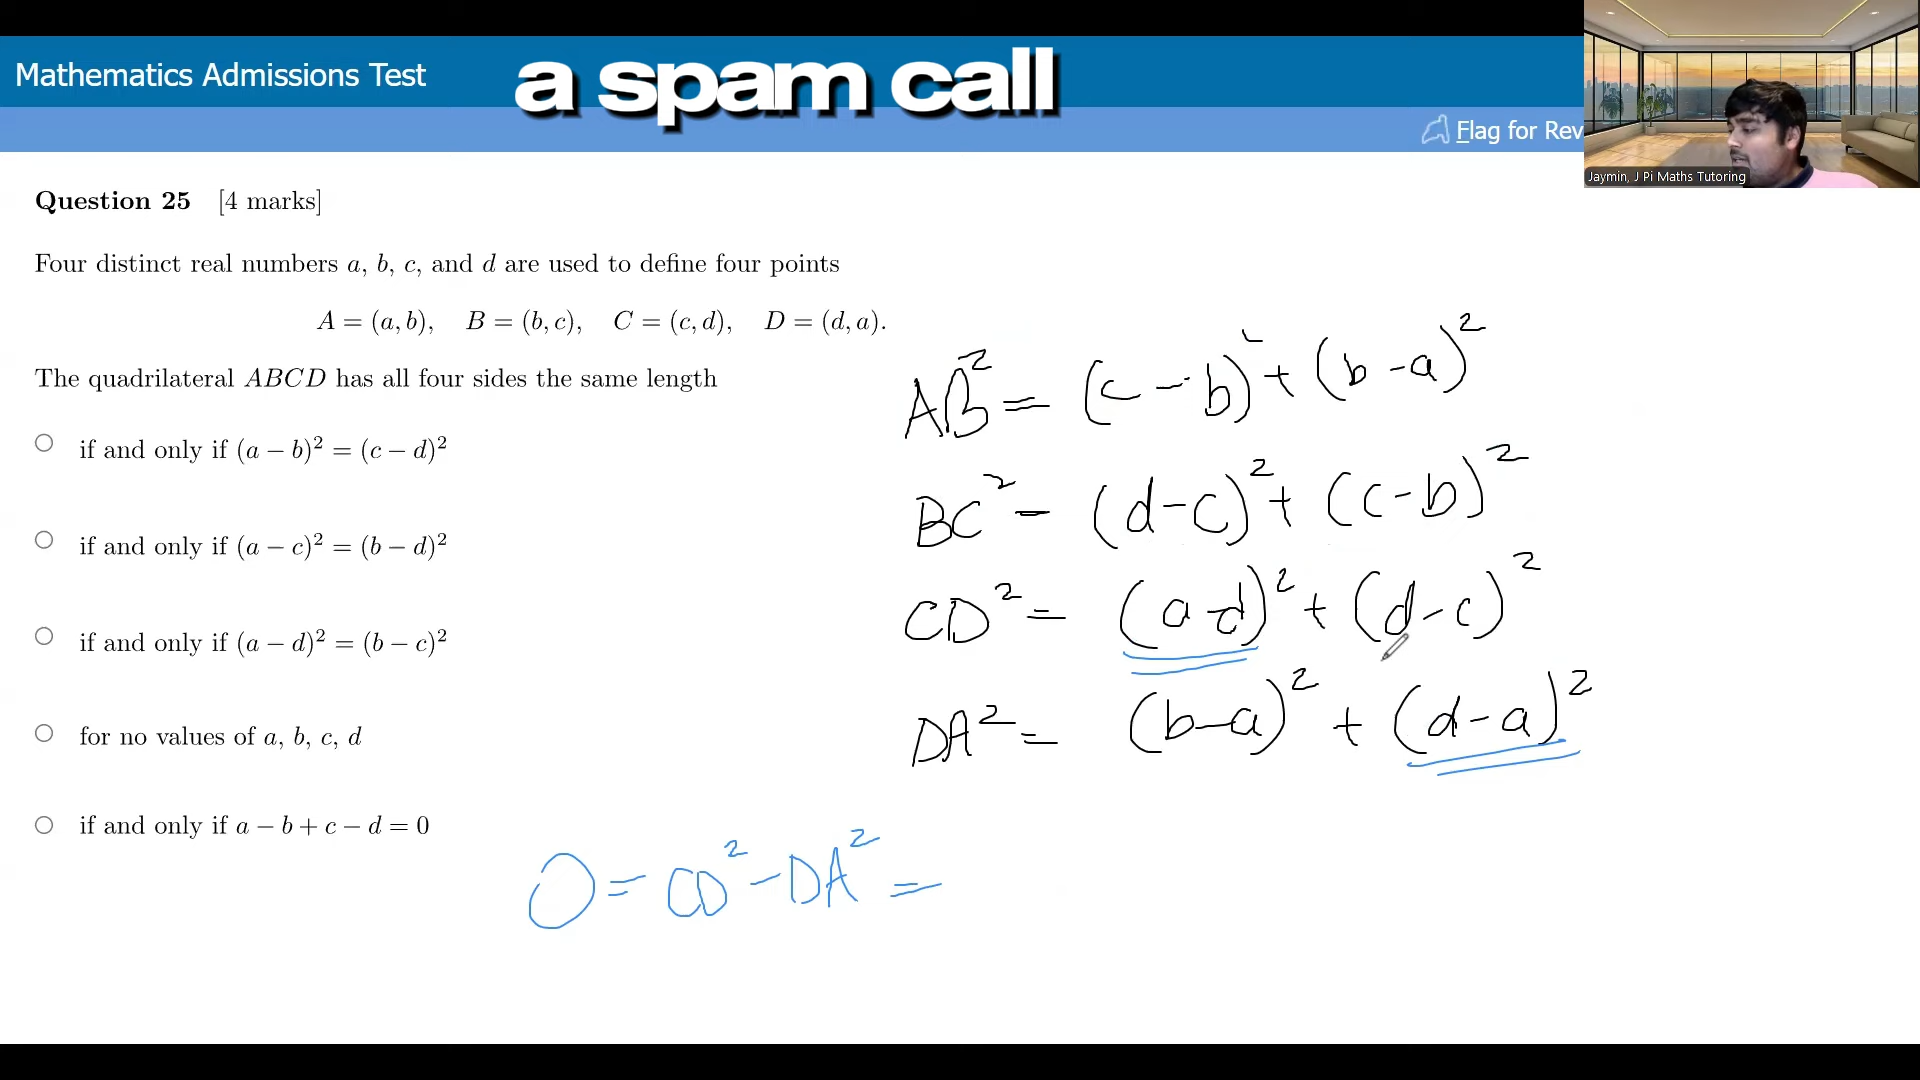 Mathematics Admissions Test
a spam call
Flag for Rev
Jaymin, J Pi Maths Tutoring
Question 25 [4 marks]
Four distinct real numbers a, b, c, and d are used to define four points
A = (a, b), B = (b, c), C = (c, d), D = (d, a).
The quadrilateral ABCD has all four sides the same length
if and only if (a − b)² = (c − d)²
if and only if (a − c)² = (b − d)²
if and only if (a − d)² = (b − c)²
for no values of a, b, c, d
if and only if a − b + c − d = 0
AB² = (c − b)² + (b − a)²
BC² = (d − c)² + (c − b)²
CD² = (a − d)² + (d − c)²
DA² = (b − a)² + (d − a)²
0 = CD² − DA² =